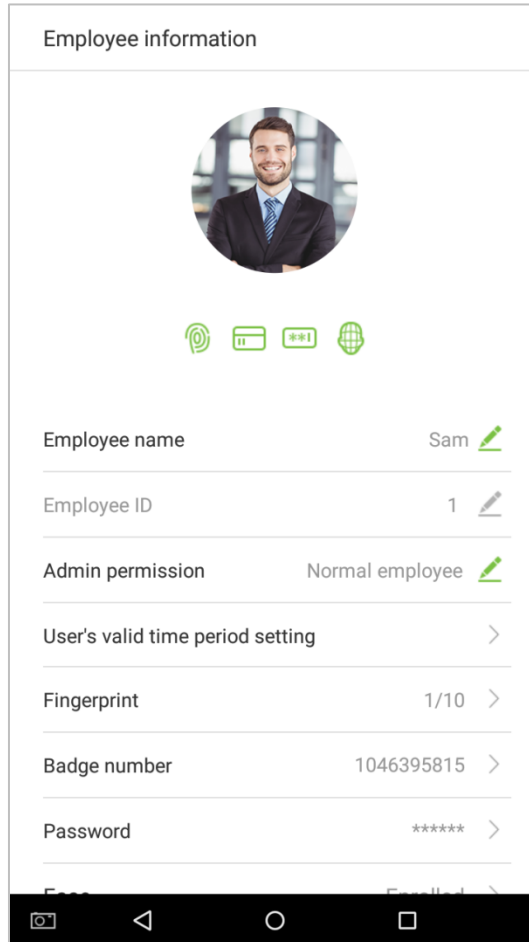 Employee information
**I
Employee name Sam
Employee ID 1
Admin permission Normal employee
User's valid time period setting
Fingerprint 1/10
Badge number 1046395815
Password ******